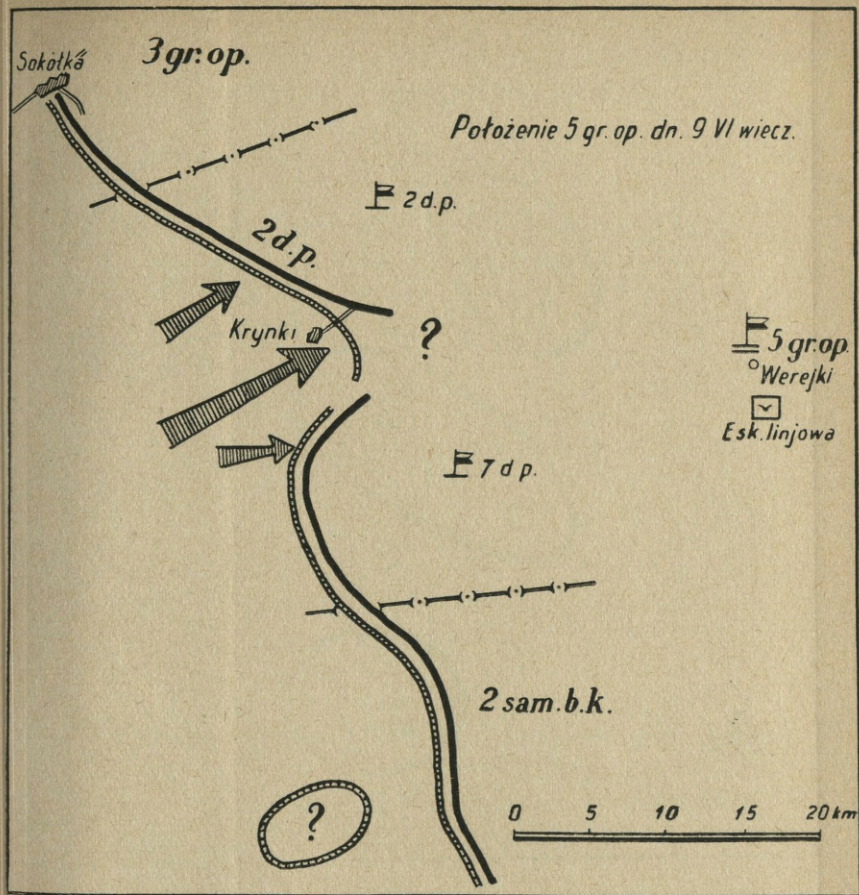 Sokółka
3 gr. op.
Położenie 5 gr. op. dn. 9 VI wiecz.
2 d.p.
2 d.p.
Krynki
?
5 gr. op.
Werejki
Esk. linjowa
7 d p.
2 sam. b. k.
?
0 5 10 15 20 km